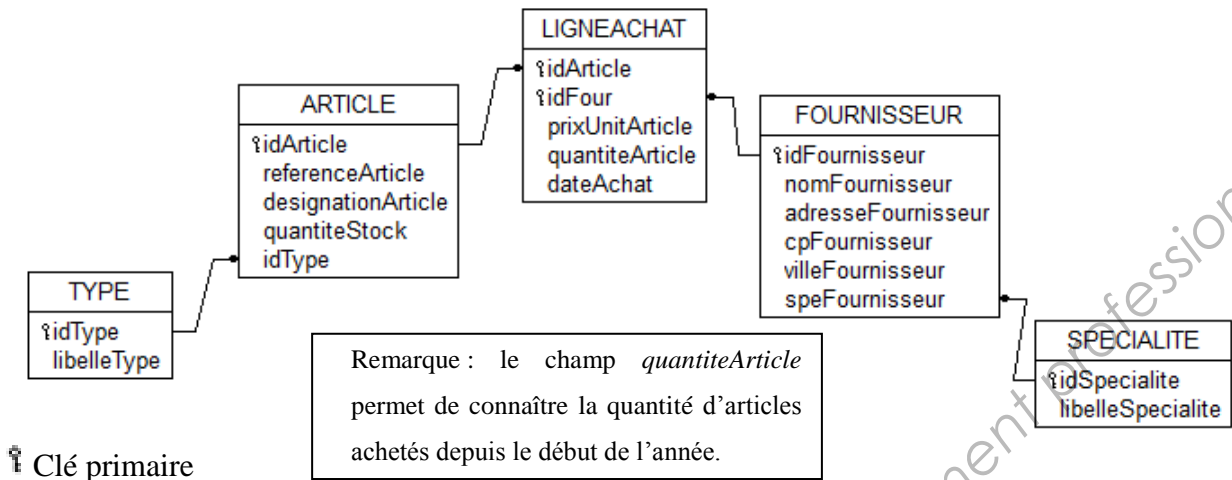 LIGNEACHAT
idArticle
idFour
prixUnitArticle
quantiteArticle
dateAchat
ARTICLE
idArticle
referenceArticle
designationArticle
quantiteStock
idType
FOURNISSEUR
idFournisseur
nomFournisseur
adresseFournisseur
cpFournisseur
villeFournisseur
speFournisseur
TYPE
idType
libelleType
SPECIALITE
idSpecialite
libelleSpecialite
Remarque : le champ quantiteArticle
permet de connaître la quantité d'articles
achetés depuis le début de l'année.
Clé primaire